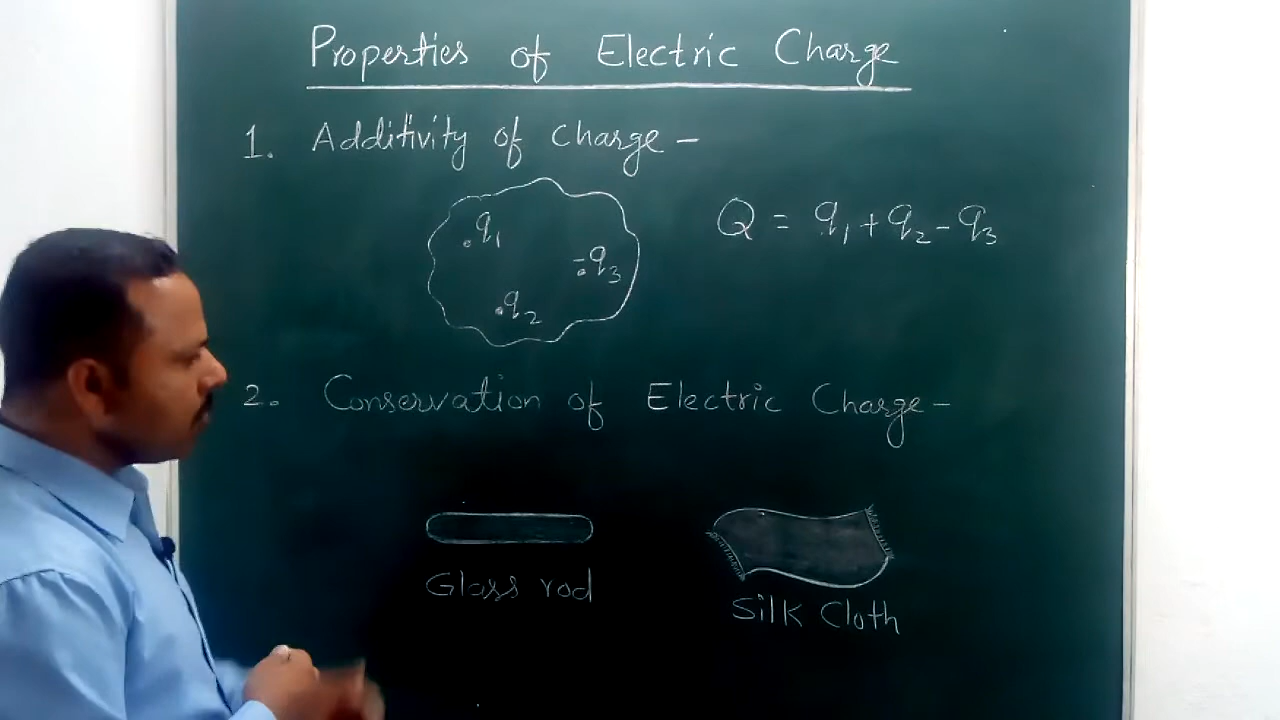 Properties of Electric Charge
1. Additivity of charge -
.q₁
Q = q₁ + q₂ - q₃
-.q₃
.q₂
2. Conservation of Electric Charge -
Glass rod
Silk Cloth